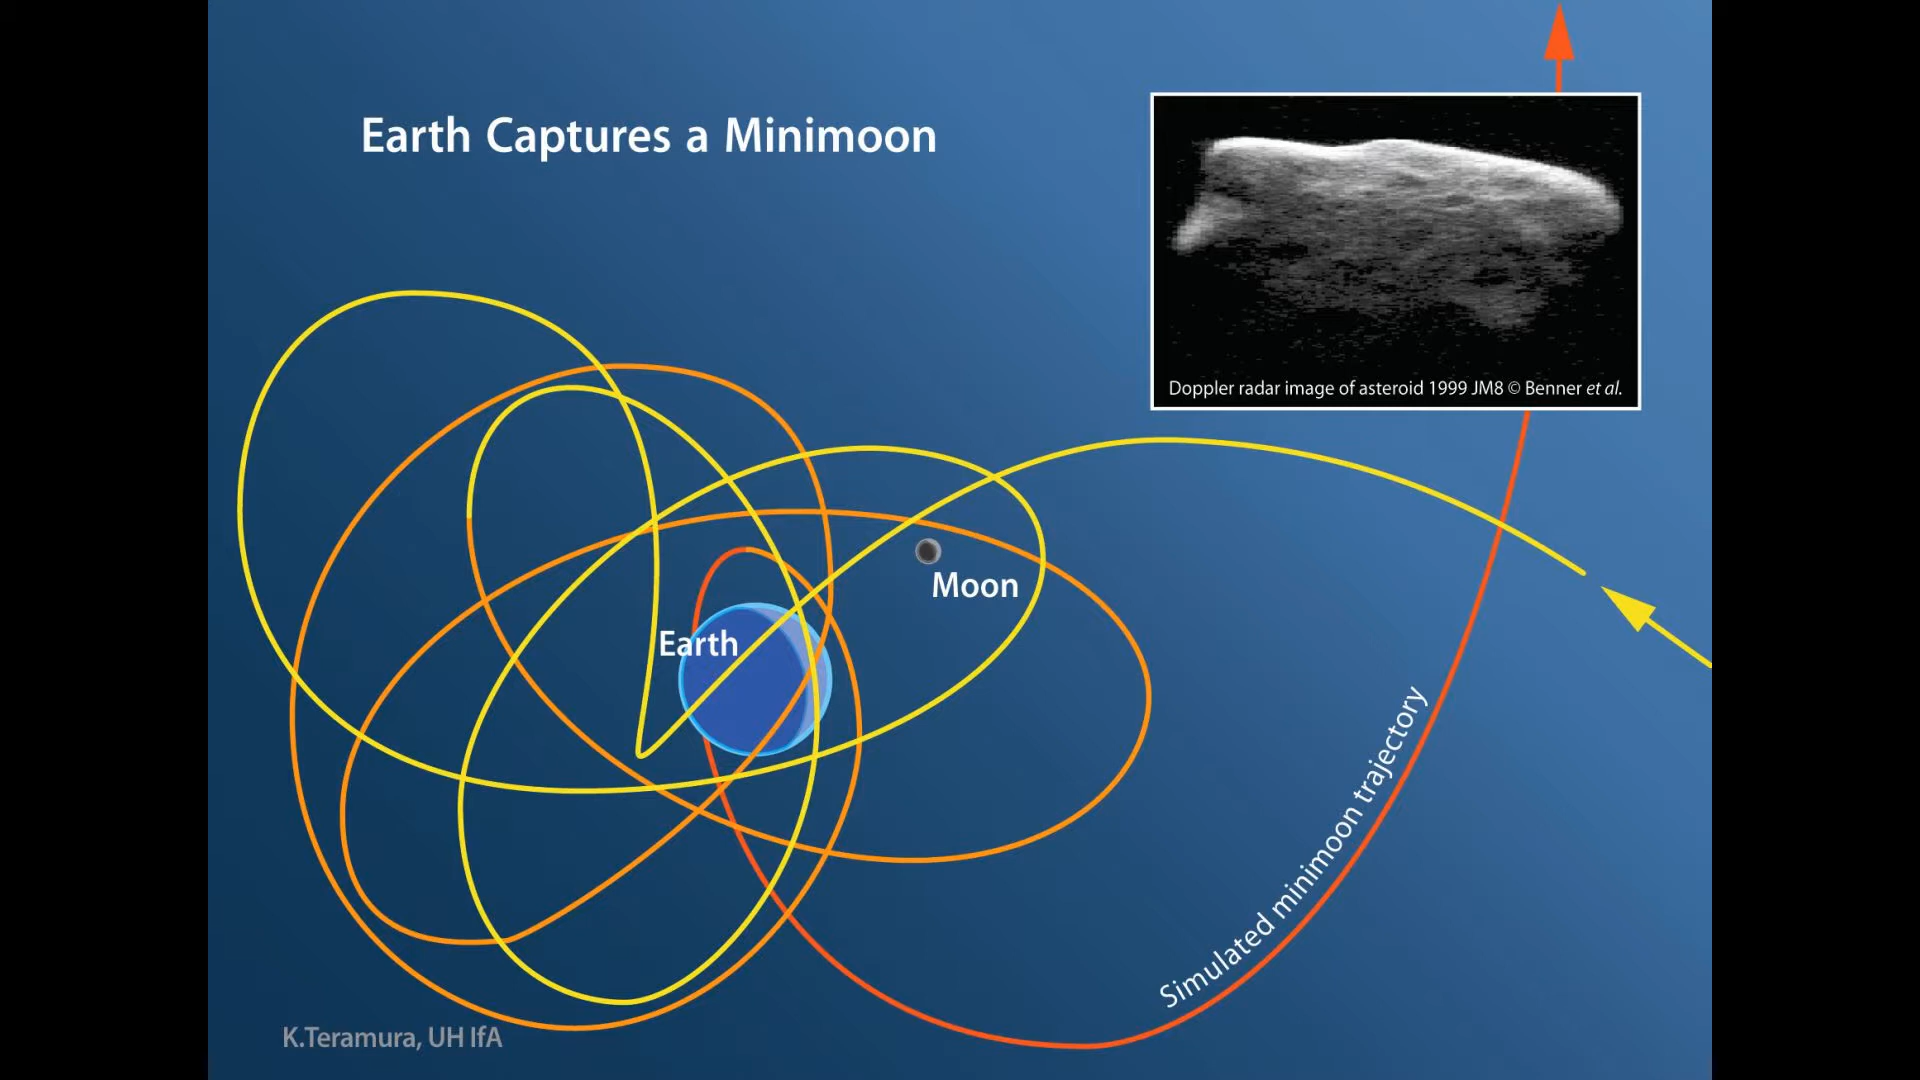 Earth Captures a Minimoon
Doppler radar image of asteroid 1999 JM8 © Benner et al.
Moon
Earth
Simulated minimoon trajectory
K.Teramura, UH IfA